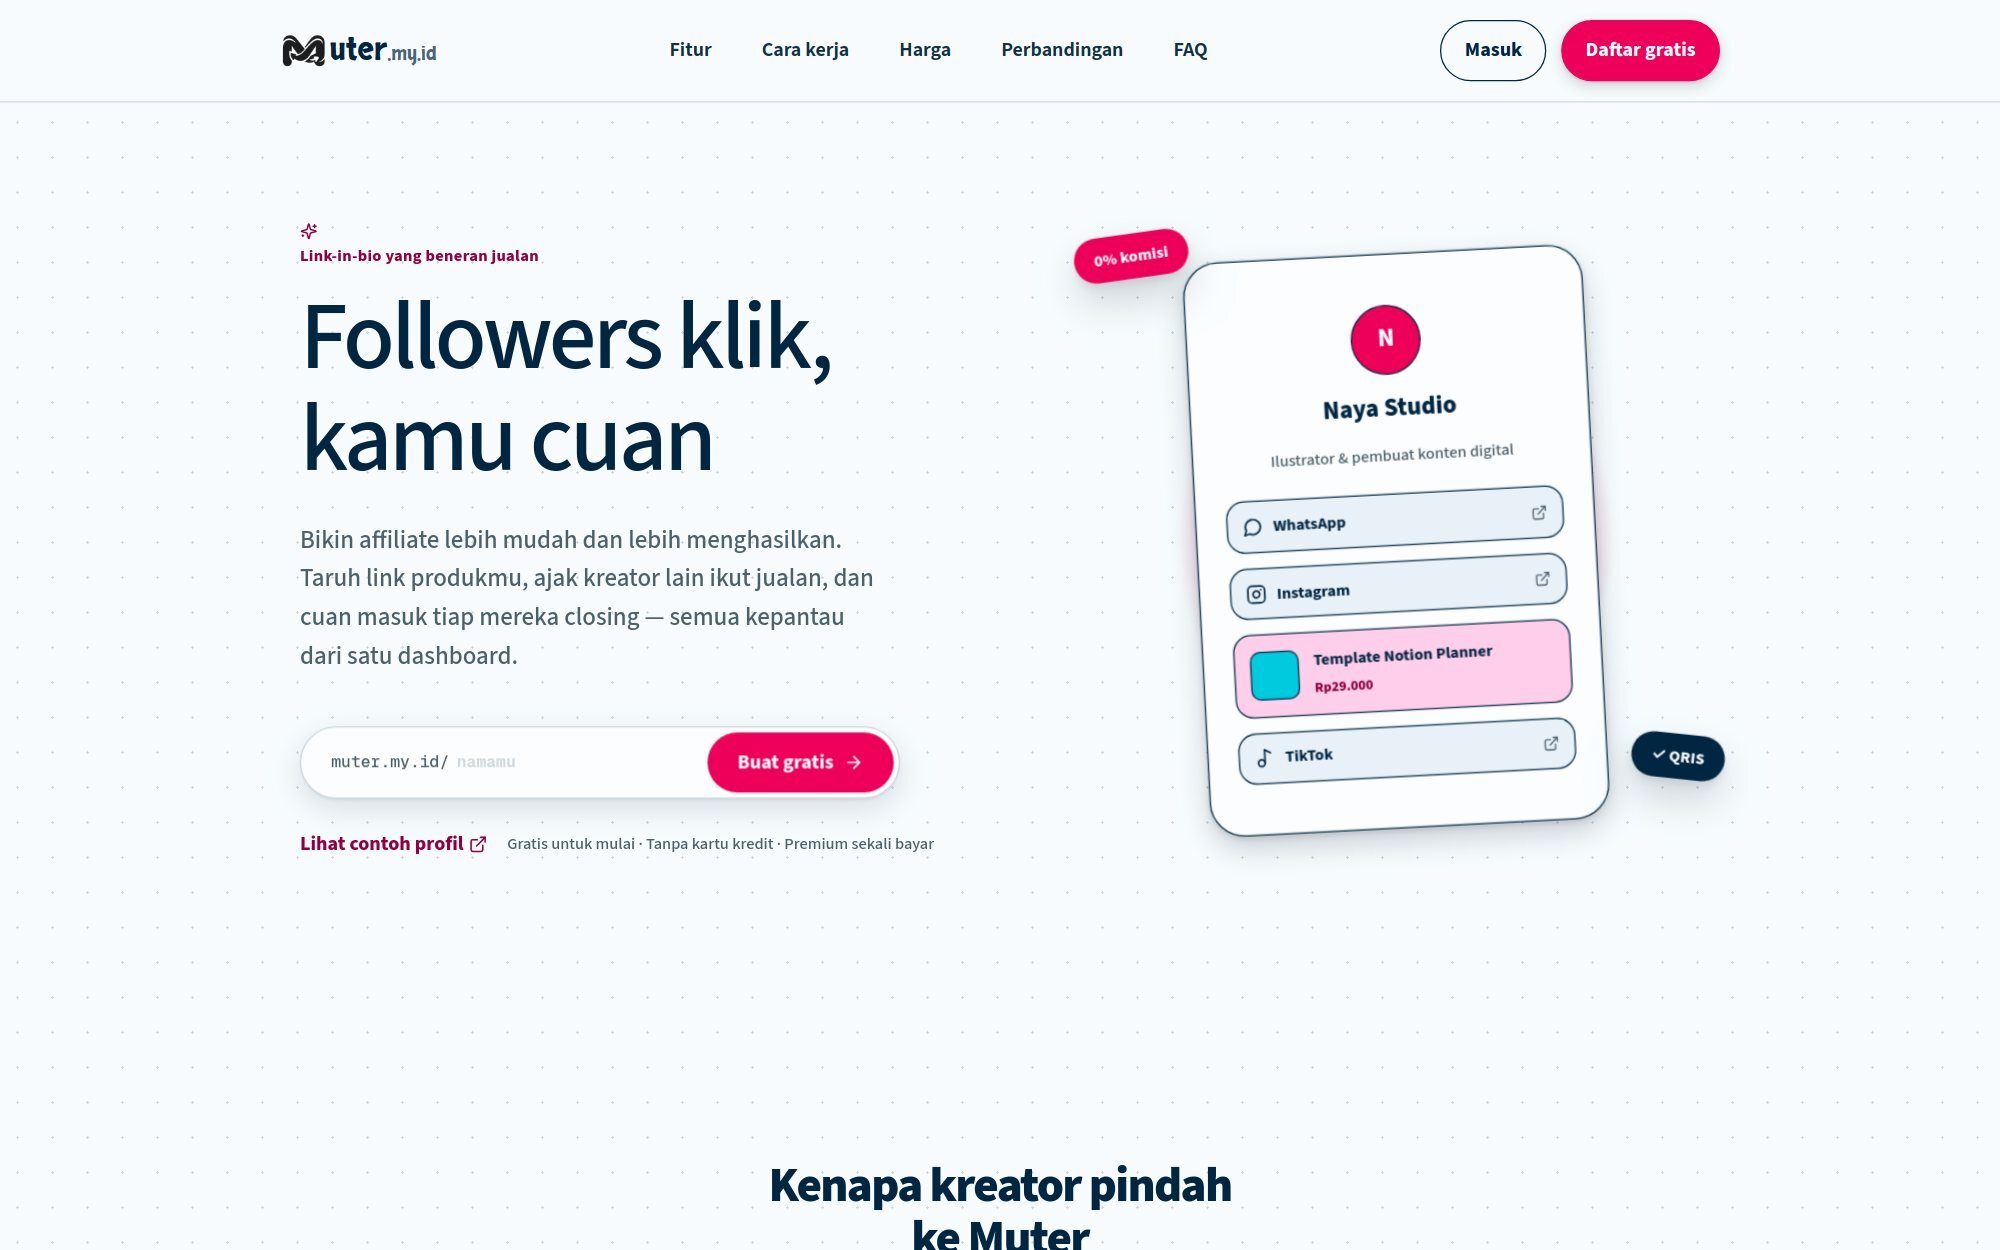 Muter.my.id
Fitur
Cara kerja
Harga
Perbandingan
FAQ
Masuk
Daftar gratis
Link-in-bio yang beneran jualan
Followers klik,
kamu cuan
Bikin affiliate lebih mudah dan lebih menghasilkan.
Taruh link produkmu, ajak kreator lain ikut jualan, dan
cuan masuk tiap mereka closing — semua kepantau
dari satu dashboard.
muter.my.id/ namamu
Buat gratis
Lihat contoh profil
Gratis untuk mulai · Tanpa kartu kredit · Premium sekali bayar
0% komisi
N
Naya Studio
Ilustrator & pembuat konten digital
WhatsApp
Instagram
Template Notion Planner
Rp29.000
TikTok
QRIS
Kenapa kreator pindah
ke Muter